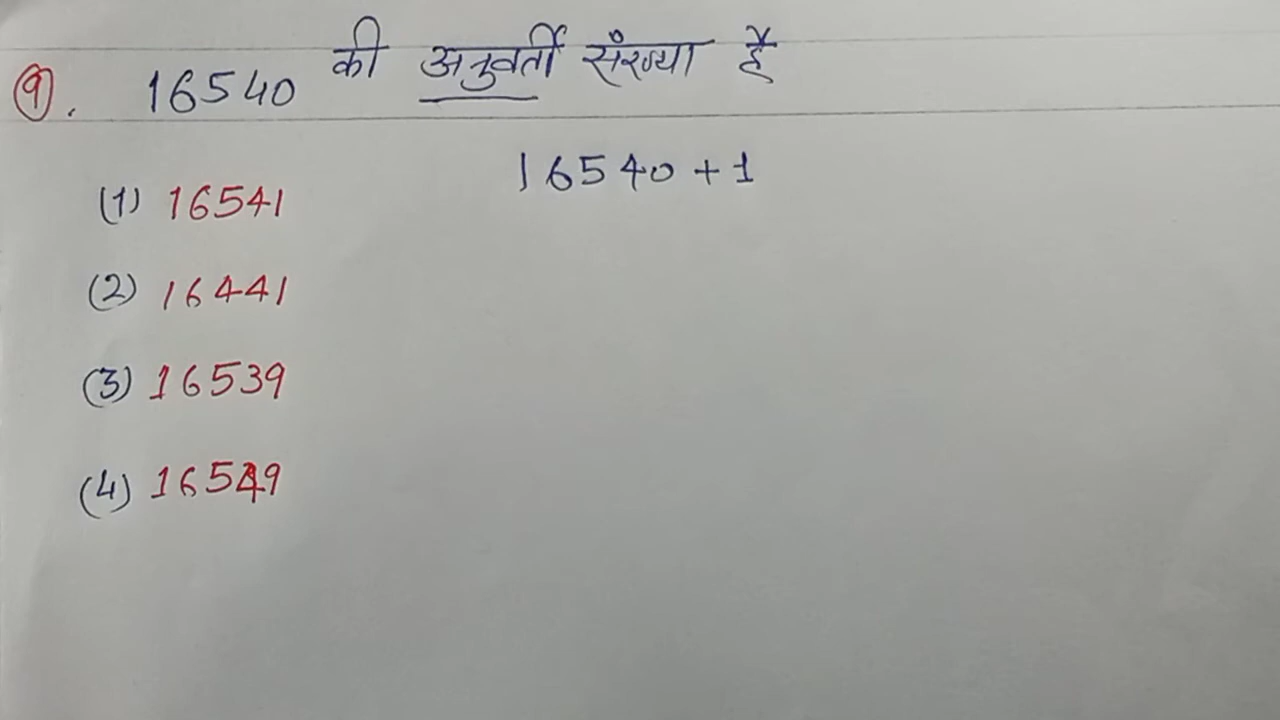 9. 16540 की अनुवर्ती संख्या है
16540 + 1
(1) 16541
(2) 16441
(3) 16539
(4) 16549